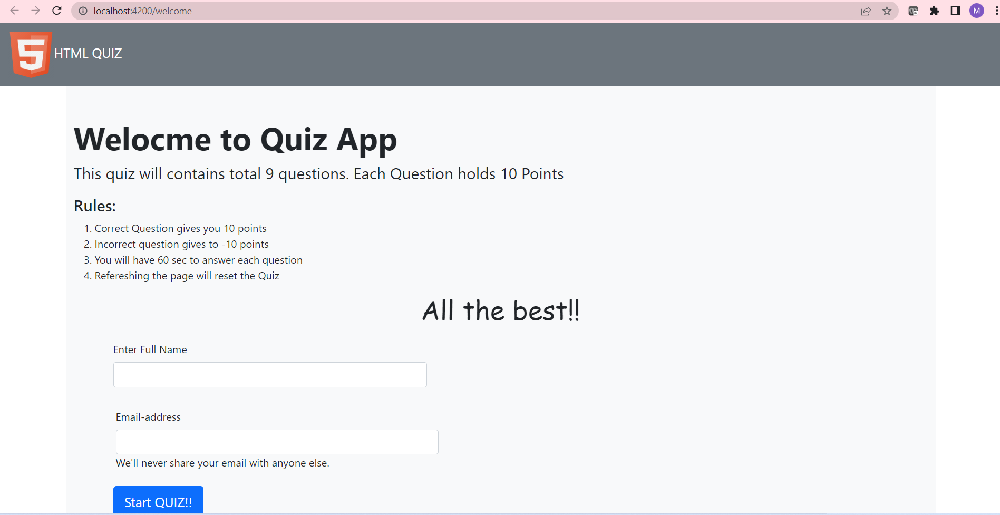 localhost:4200/welcome
M
5 HTML QUIZ
Welocme to Quiz App
This quiz will contains total 9 questions. Each Question holds 10 Points
Rules:
1. Correct Question gives you 10 points
2. Incorrect question gives to -10 points
3. You will have 60 sec to answer each question
4. Refereshing the page will reset the Quiz
All the best!!
Enter Full Name
Email-address
We'll never share your email with anyone else.
Start QUIZ!!